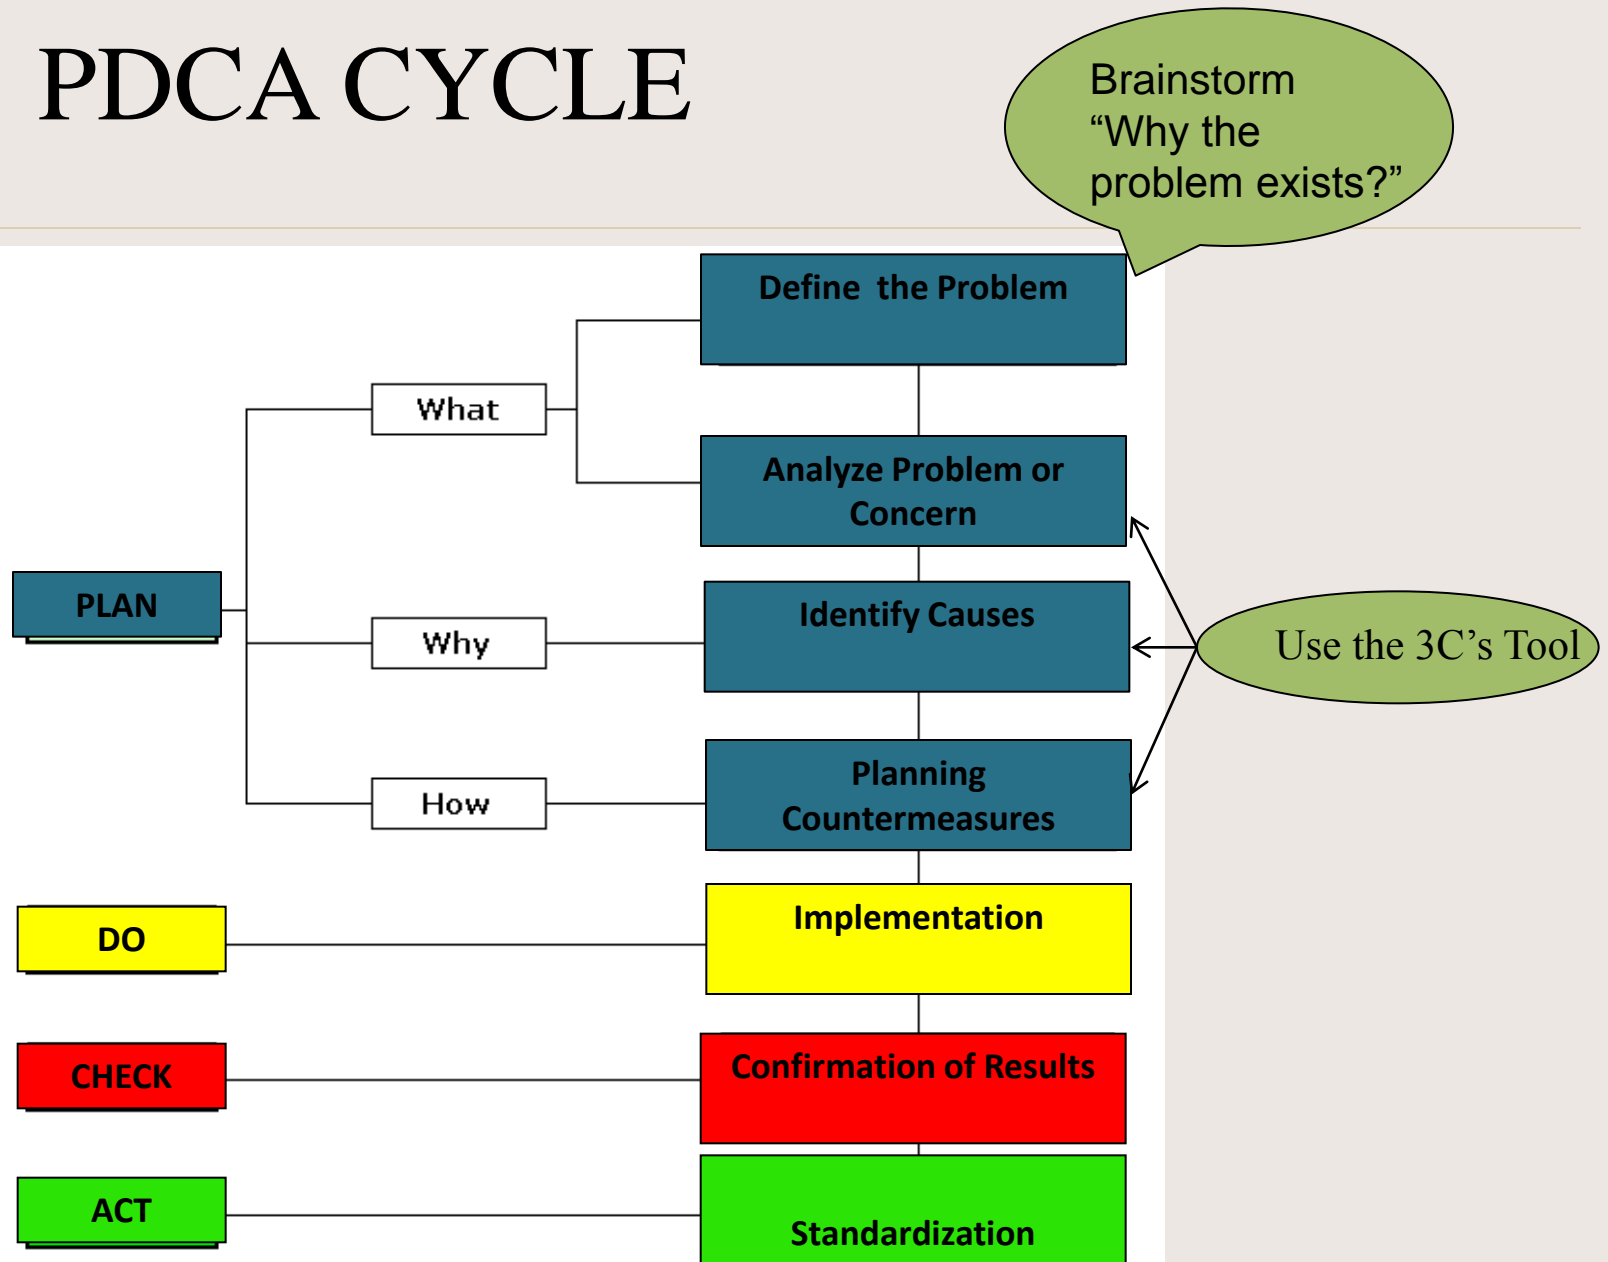 PDCA CYCLE
Brainstorm
“Why the
problem exists?”
Define the Problem
What
Analyze Problem or
Concern
PLAN
Identify Causes
Why
Use the 3C’s Tool
Planning
Countermeasures
How
Implementation
DO
Confirmation of Results
CHECK
ACT
Standardization